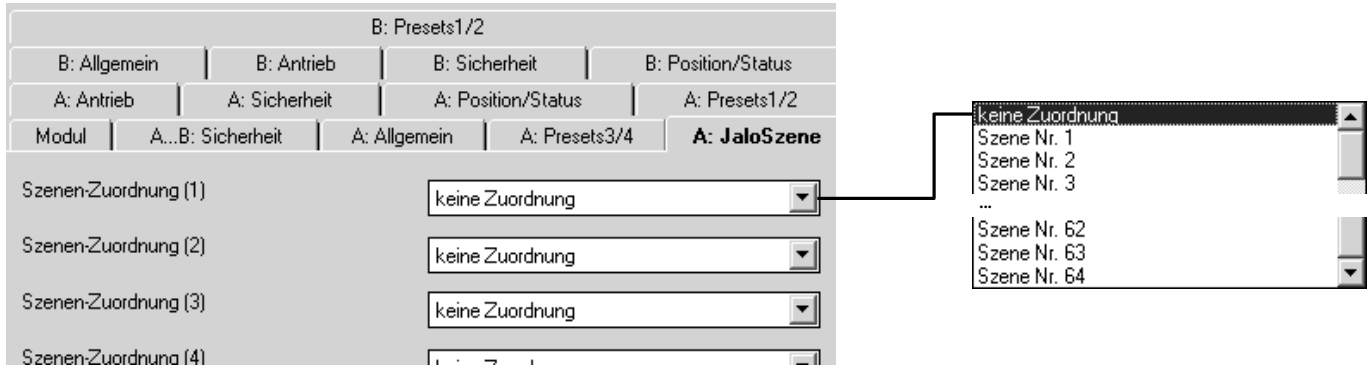 B: Presets1/2
B: Allgemein B: Antrieb B: Sicherheit B: Position/Status
A: Antrieb A: Sicherheit A: Position/Status A: Presets1/2
Modul A...B: Sicherheit A: Allgemein A: Presets3/4 A: JaloSzene
Szenen-Zuordnung (1) keine Zuordnung
Szenen-Zuordnung (2) keine Zuordnung
Szenen-Zuordnung (3) keine Zuordnung
Szenen-Zuordnung (4) keine Zuordnung
keine Zuordnung
Szene Nr. 1
Szene Nr. 2
Szene Nr. 3
...
Szene Nr. 62
Szene Nr. 63
Szene Nr. 64